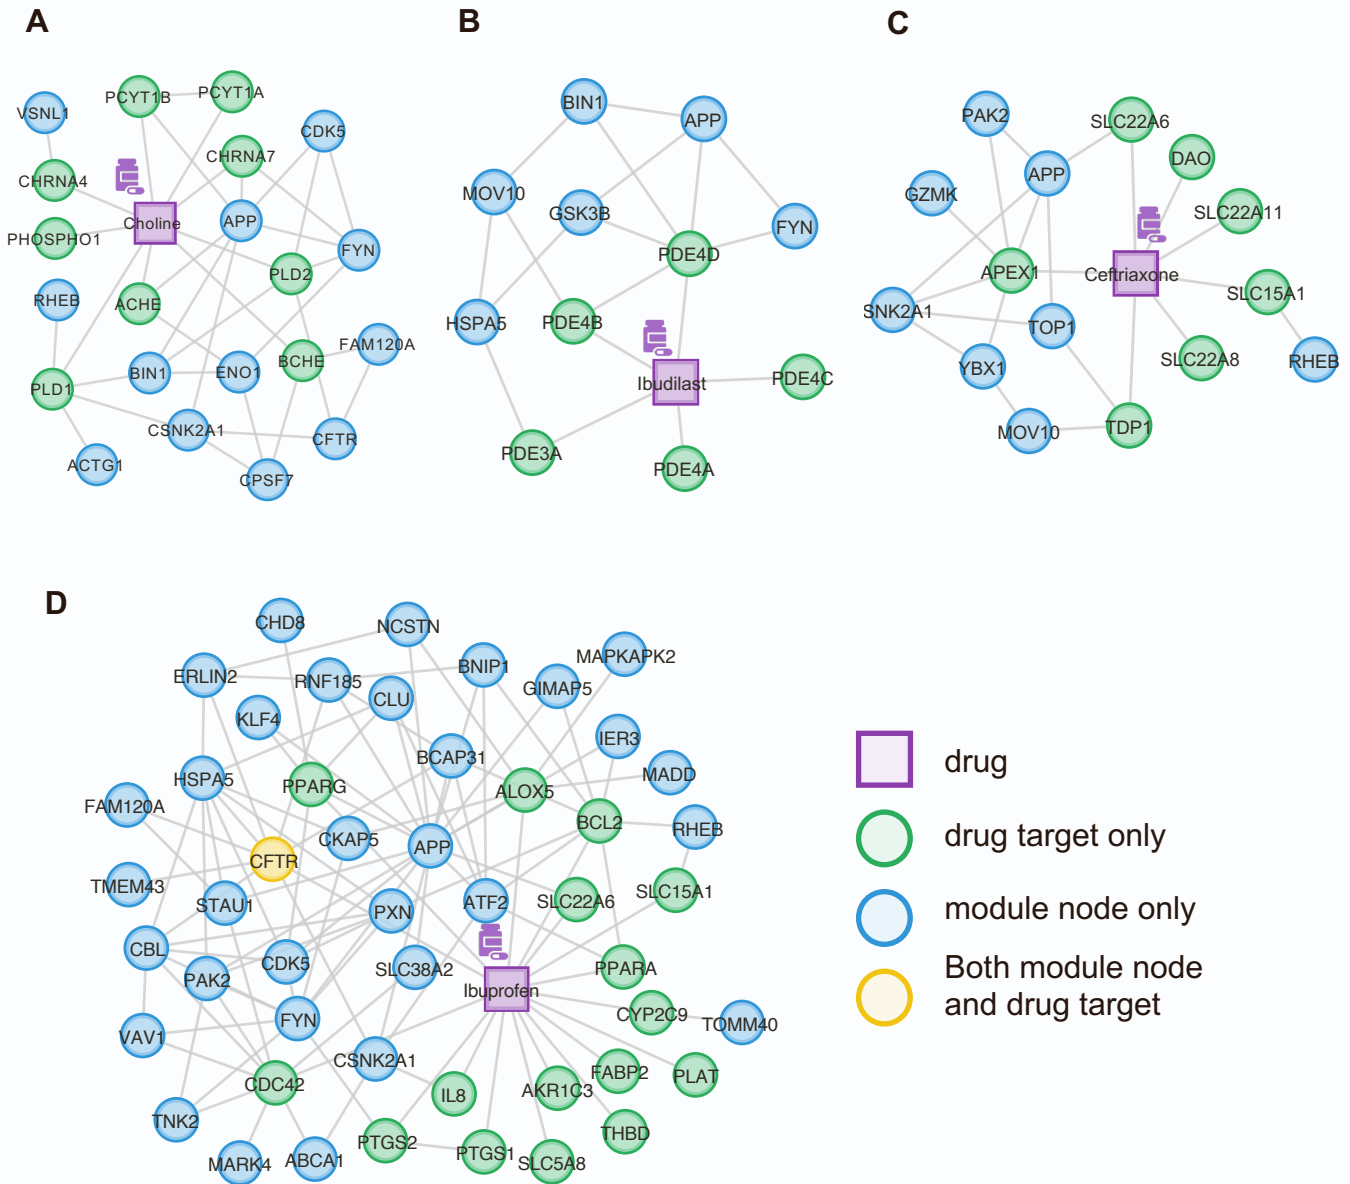 A
B
C
PCYT1B
PCYT1A
VSNL1
CDK5
CHRNA7
CHRNA4
Choline
APP
PHOSPHO1
FYN
PLD2
RHEB
ACHE
FAM120A
BCHE
BIN1
ENO1
PLD1
CSNK2A1
CFTR
ACTG1
CPSF7
BIN1
APP
MOV10
GSK3B
FYN
PDE4D
HSPA5
PDE4B
Ibudilast
PDE4C
PDE3A
PDE4A
PAK2
SLC22A6
DAO
APP
GZMK
SLC22A11
APEX1
Ceftriaxone
SLC15A1
SNK2A1
TOP1
YBX1
SLC22A8
RHEB
MOV10
TDP1
D
CHD8
NCSTN
MAPKAPK2
ERLIN2
RNF185
BNIP1
GIMAP5
CLU
KLF4
IER3
BCAP31
MADD
HSPA5
PPARG
ALOX5
FAM120A
BCL2
RHEB
CKAP5
APP
CFTR
TMEM43
STAU1
PXN
ATF2
SLC22A6
SLC15A1
CBL
CDK5
SLC38A2
PPARA
PAK2
Ibuprofen
CYP2C9
TOMM40
FYN
VAV1
CSNK2A1
CDC42
FABP2
PLAT
IL8
AKR1C3
TNK2
THBD
PTGS2
PTGS1
SLC5A8
MARK4
ABCA1
drug
drug target only
module node only
Both module node
and drug target